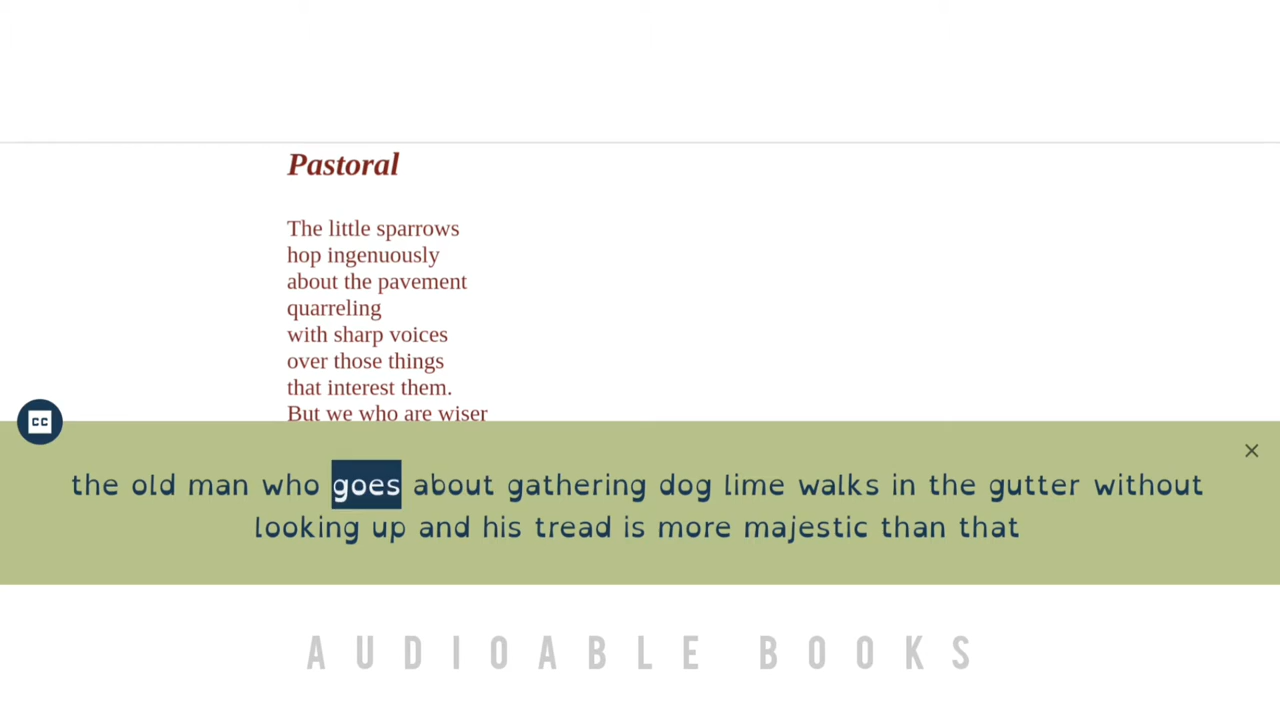 Pastoral
The little sparrows
hop ingenuously
about the pavement
quarreling
with sharp voices
over those things
that interest them.
But we who are wiser
CC
the old man who goes about gathering dog lime walks in the gutter without
looking up and his tread is more majestic than that
AUDIOABLE BOOKS